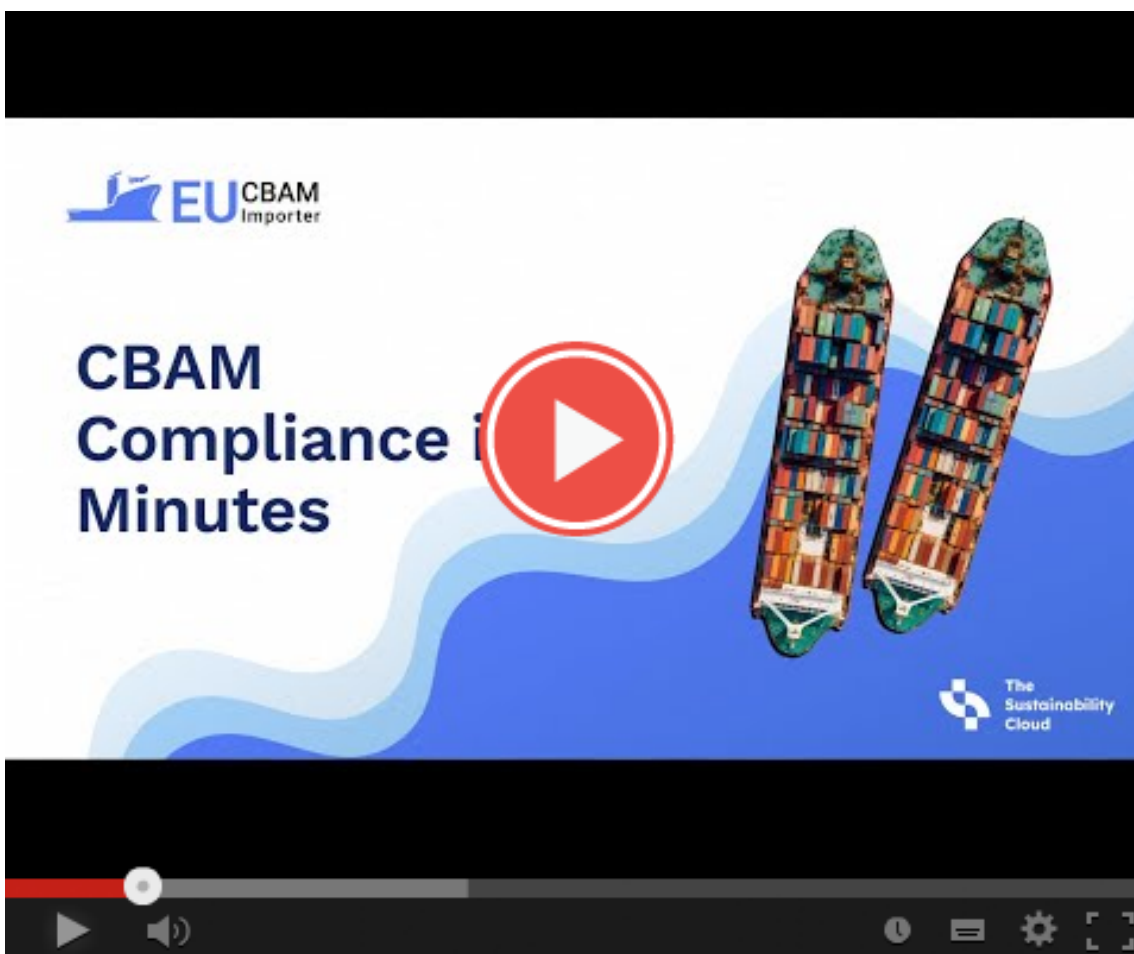 EU CBAM
Importer
CBAM
Compliance i
Minutes
The
Sustainability
Cloud